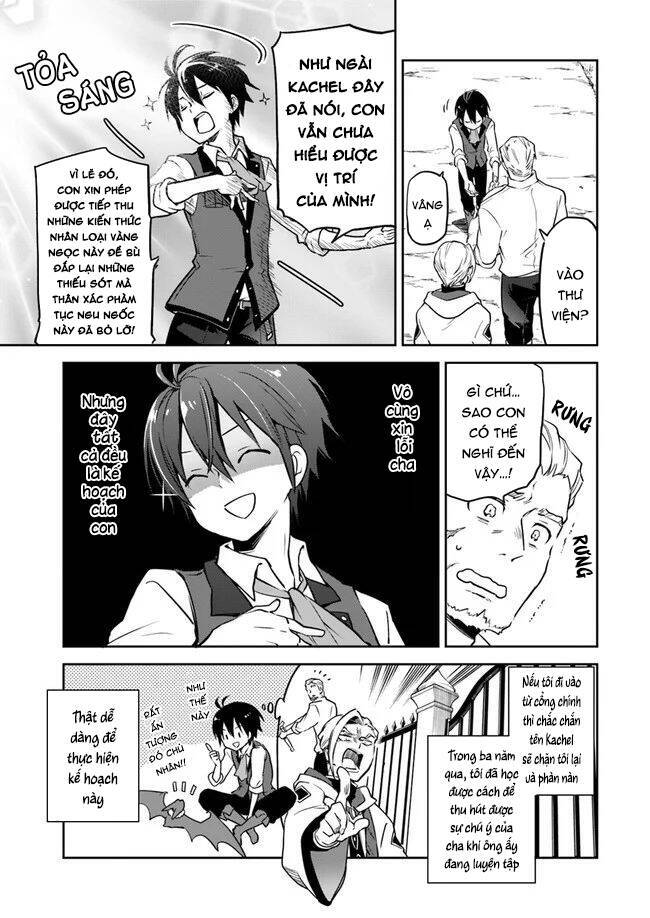 VÀO
THƯ
VIỆN?
VÂNG
Ạ
NHƯ NGÀI
KACHEL ĐÂY
ĐÃ NÓI, CON
VẪN CHƯA
HIỂU ĐƯỢC
VỊ TRÍ
CỦA MÌNH!
TỎA
SÁNG
VÌ LẼ ĐÓ,
CON XIN PHÉP
ĐƯỢC TIẾP THU
NHỮNG KIẾN THỨC
NHÂN LOẠI VÀNG
NGỌC NÀY ĐỂ BÙ
ĐẮP LẠI NHỮNG
THIẾU SÓT MÀ
THÂN XÁC PHÀM
TỤC NGU NGỐC
NÀY ĐÃ BỎ LỠ!
GÌ CHỨ...
SAO CON
CÓ THỂ
NGHĨ ĐẾN
VẬY...!
RƯNG
RƯNG
Vô
cùng
xin
lỗi
cha
Nhưng
đây
tất
cả đều
là kế
hoạch
của
con
Nếu tôi đi vào
từ cổng chính
thì chắc chắn
tên Kachel
sẽ chặn tôi lại
và phàn nàn
Trong ba năm
qua, tôi đã học
được cách để
thu hút được
sự chú ý của
cha khi ông ấy
đang luyện tập
NHƯ
THẾ
NÀY
RẤT
ẤN
TƯỢNG
ĐÓ CHỦ
NHÂN!!
Thật dễ
dàng để
thực hiện
kế hoạch
này